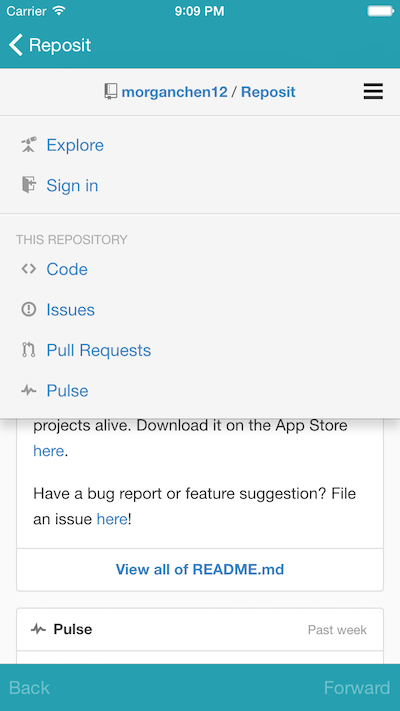 Carrier 9:09 PM
Reposit
morganchen12 / Reposit
Explore
Sign in
THIS REPOSITORY
Code
Issues
Pull Requests
Pulse
projects alive. Download it on the App Store
here.
Have a bug report or feature suggestion? File
an issue here!
View all of README.md
Pulse Past week
Back Forward